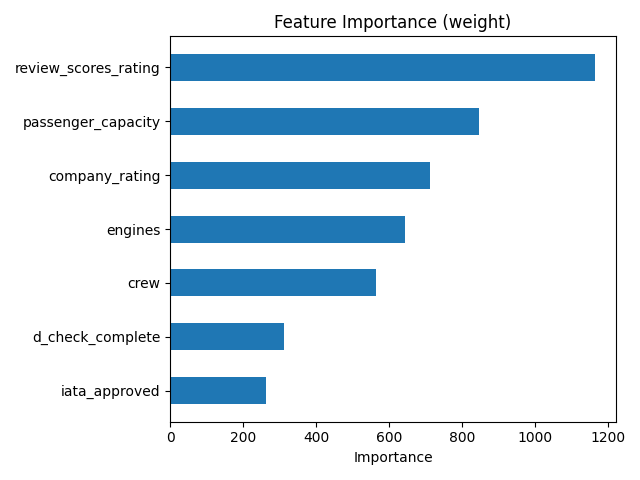 Feature Importance (weight)
review_scores_rating
passenger_capacity
company_rating
engines
crew
d_check_complete
iata_approved
0 200 400 600 800 1000 1200
Importance